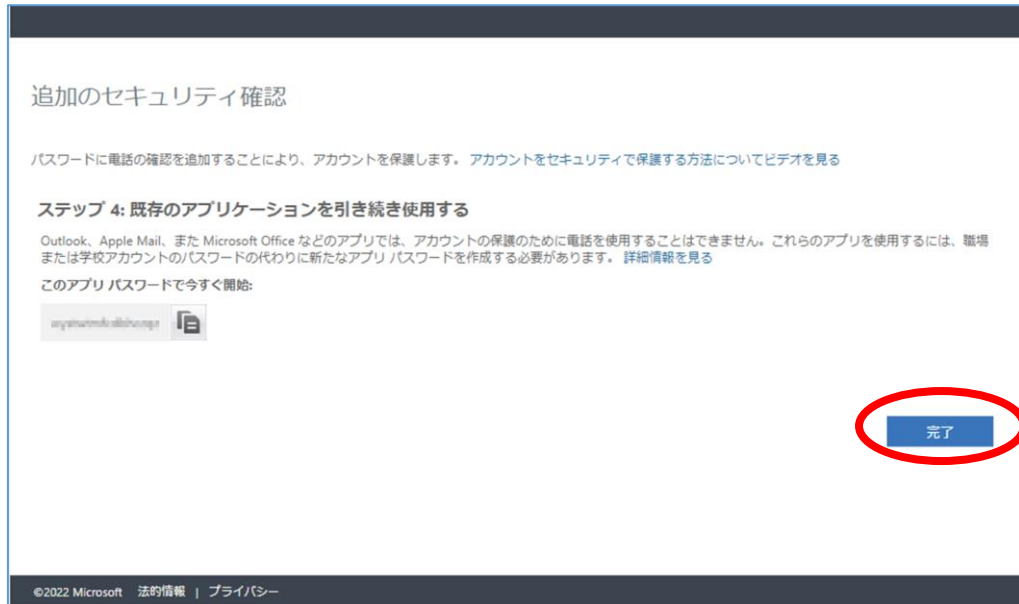 追加のセキュリティ確認
パスワードに電話の確認を追加することにより、アカウントを保護します。 アカウントをセキュリティで保護する方法についてビデオを見る
ステップ 4: 既存のアプリケーションを引き続き使用する
Outlook、Apple Mail、また Microsoft Office などのアプリでは、アカウントの保護のために電話を使用することはできません。これらのアプリを使用するには、職場
または学校アカウントのパスワードの代わりに新たなアプリ パスワードを作成する必要があります。 詳細情報を見る
このアプリ パスワードで今すぐ開始:
完了
©2022 Microsoft 法的情報 | プライバシー